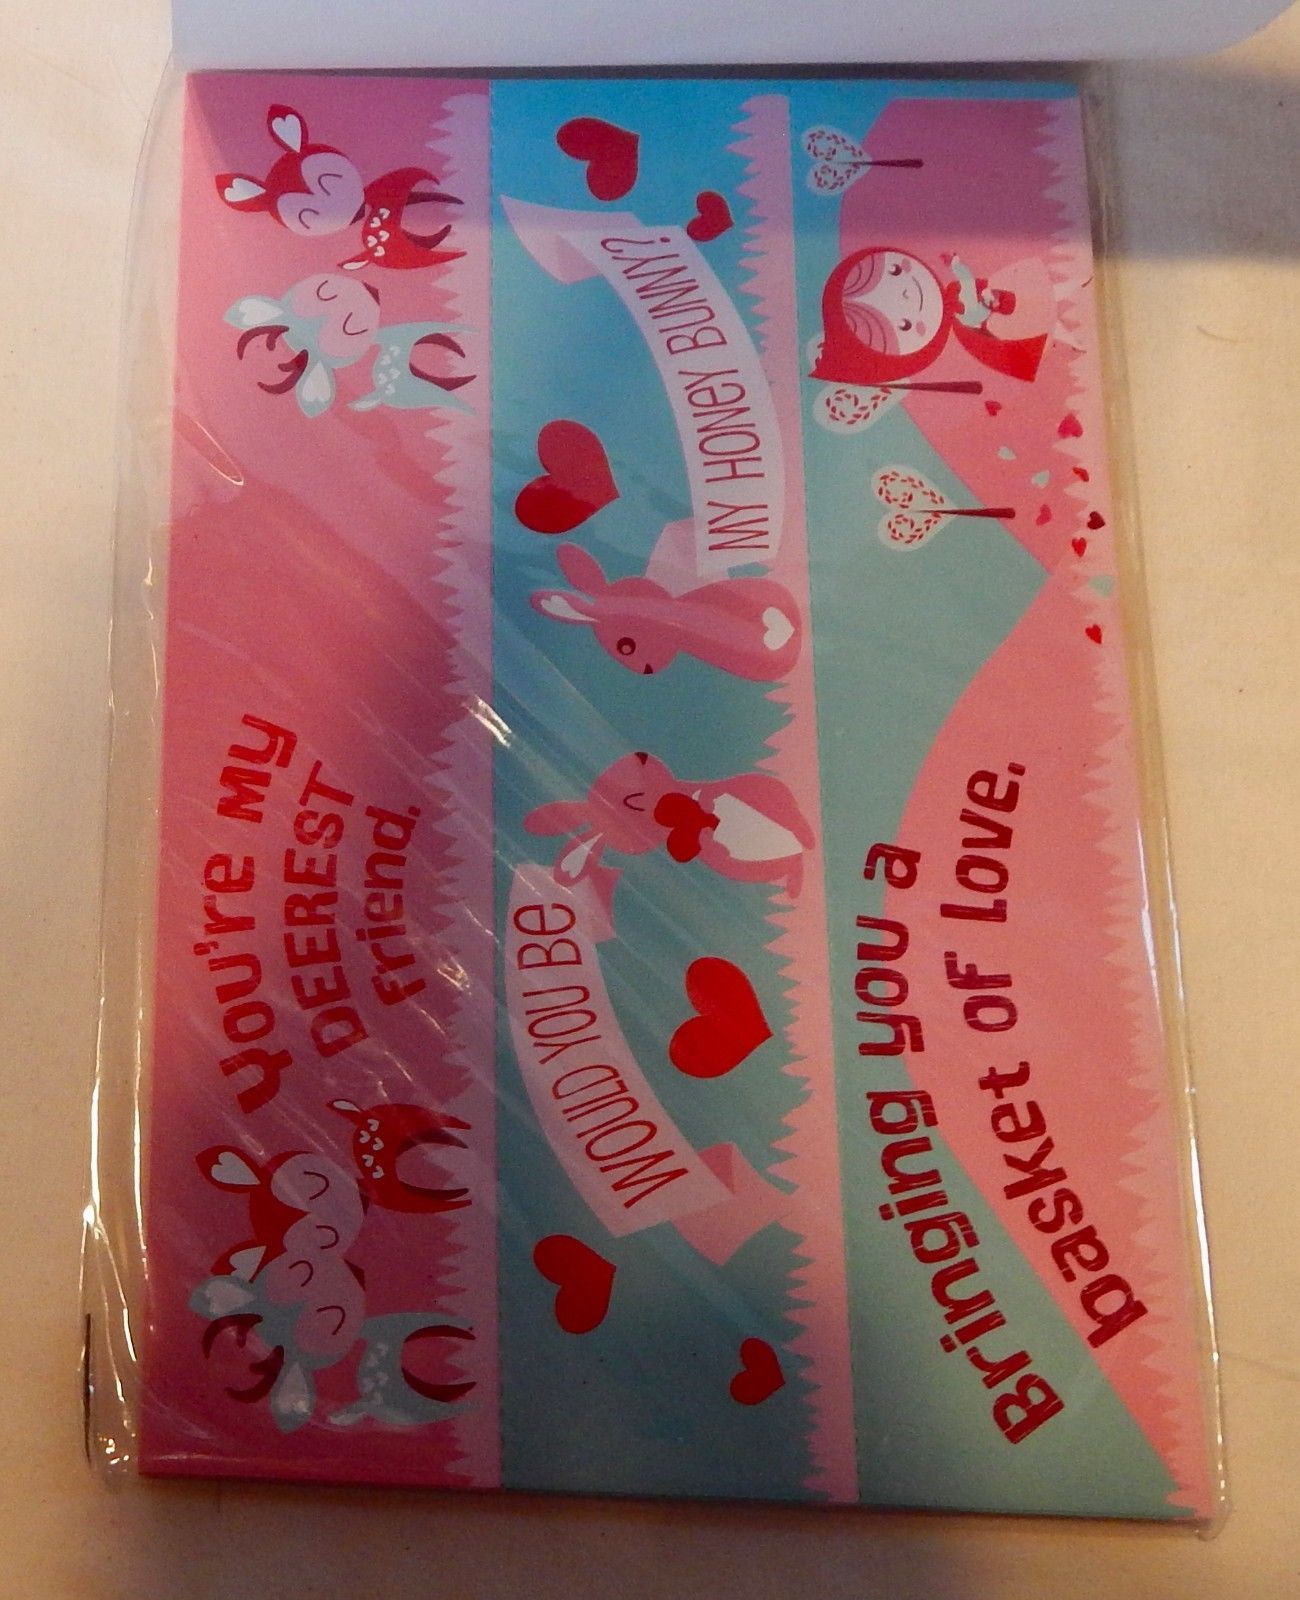 you're my
DEEREST
friend.
WOULD YOU BE
MY HONEY BUNNY?
Bringing you a
basket of love.